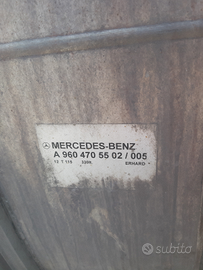 MERCEDES-BENZ
A 960 470 55 02 / 005
ERHARD
subito